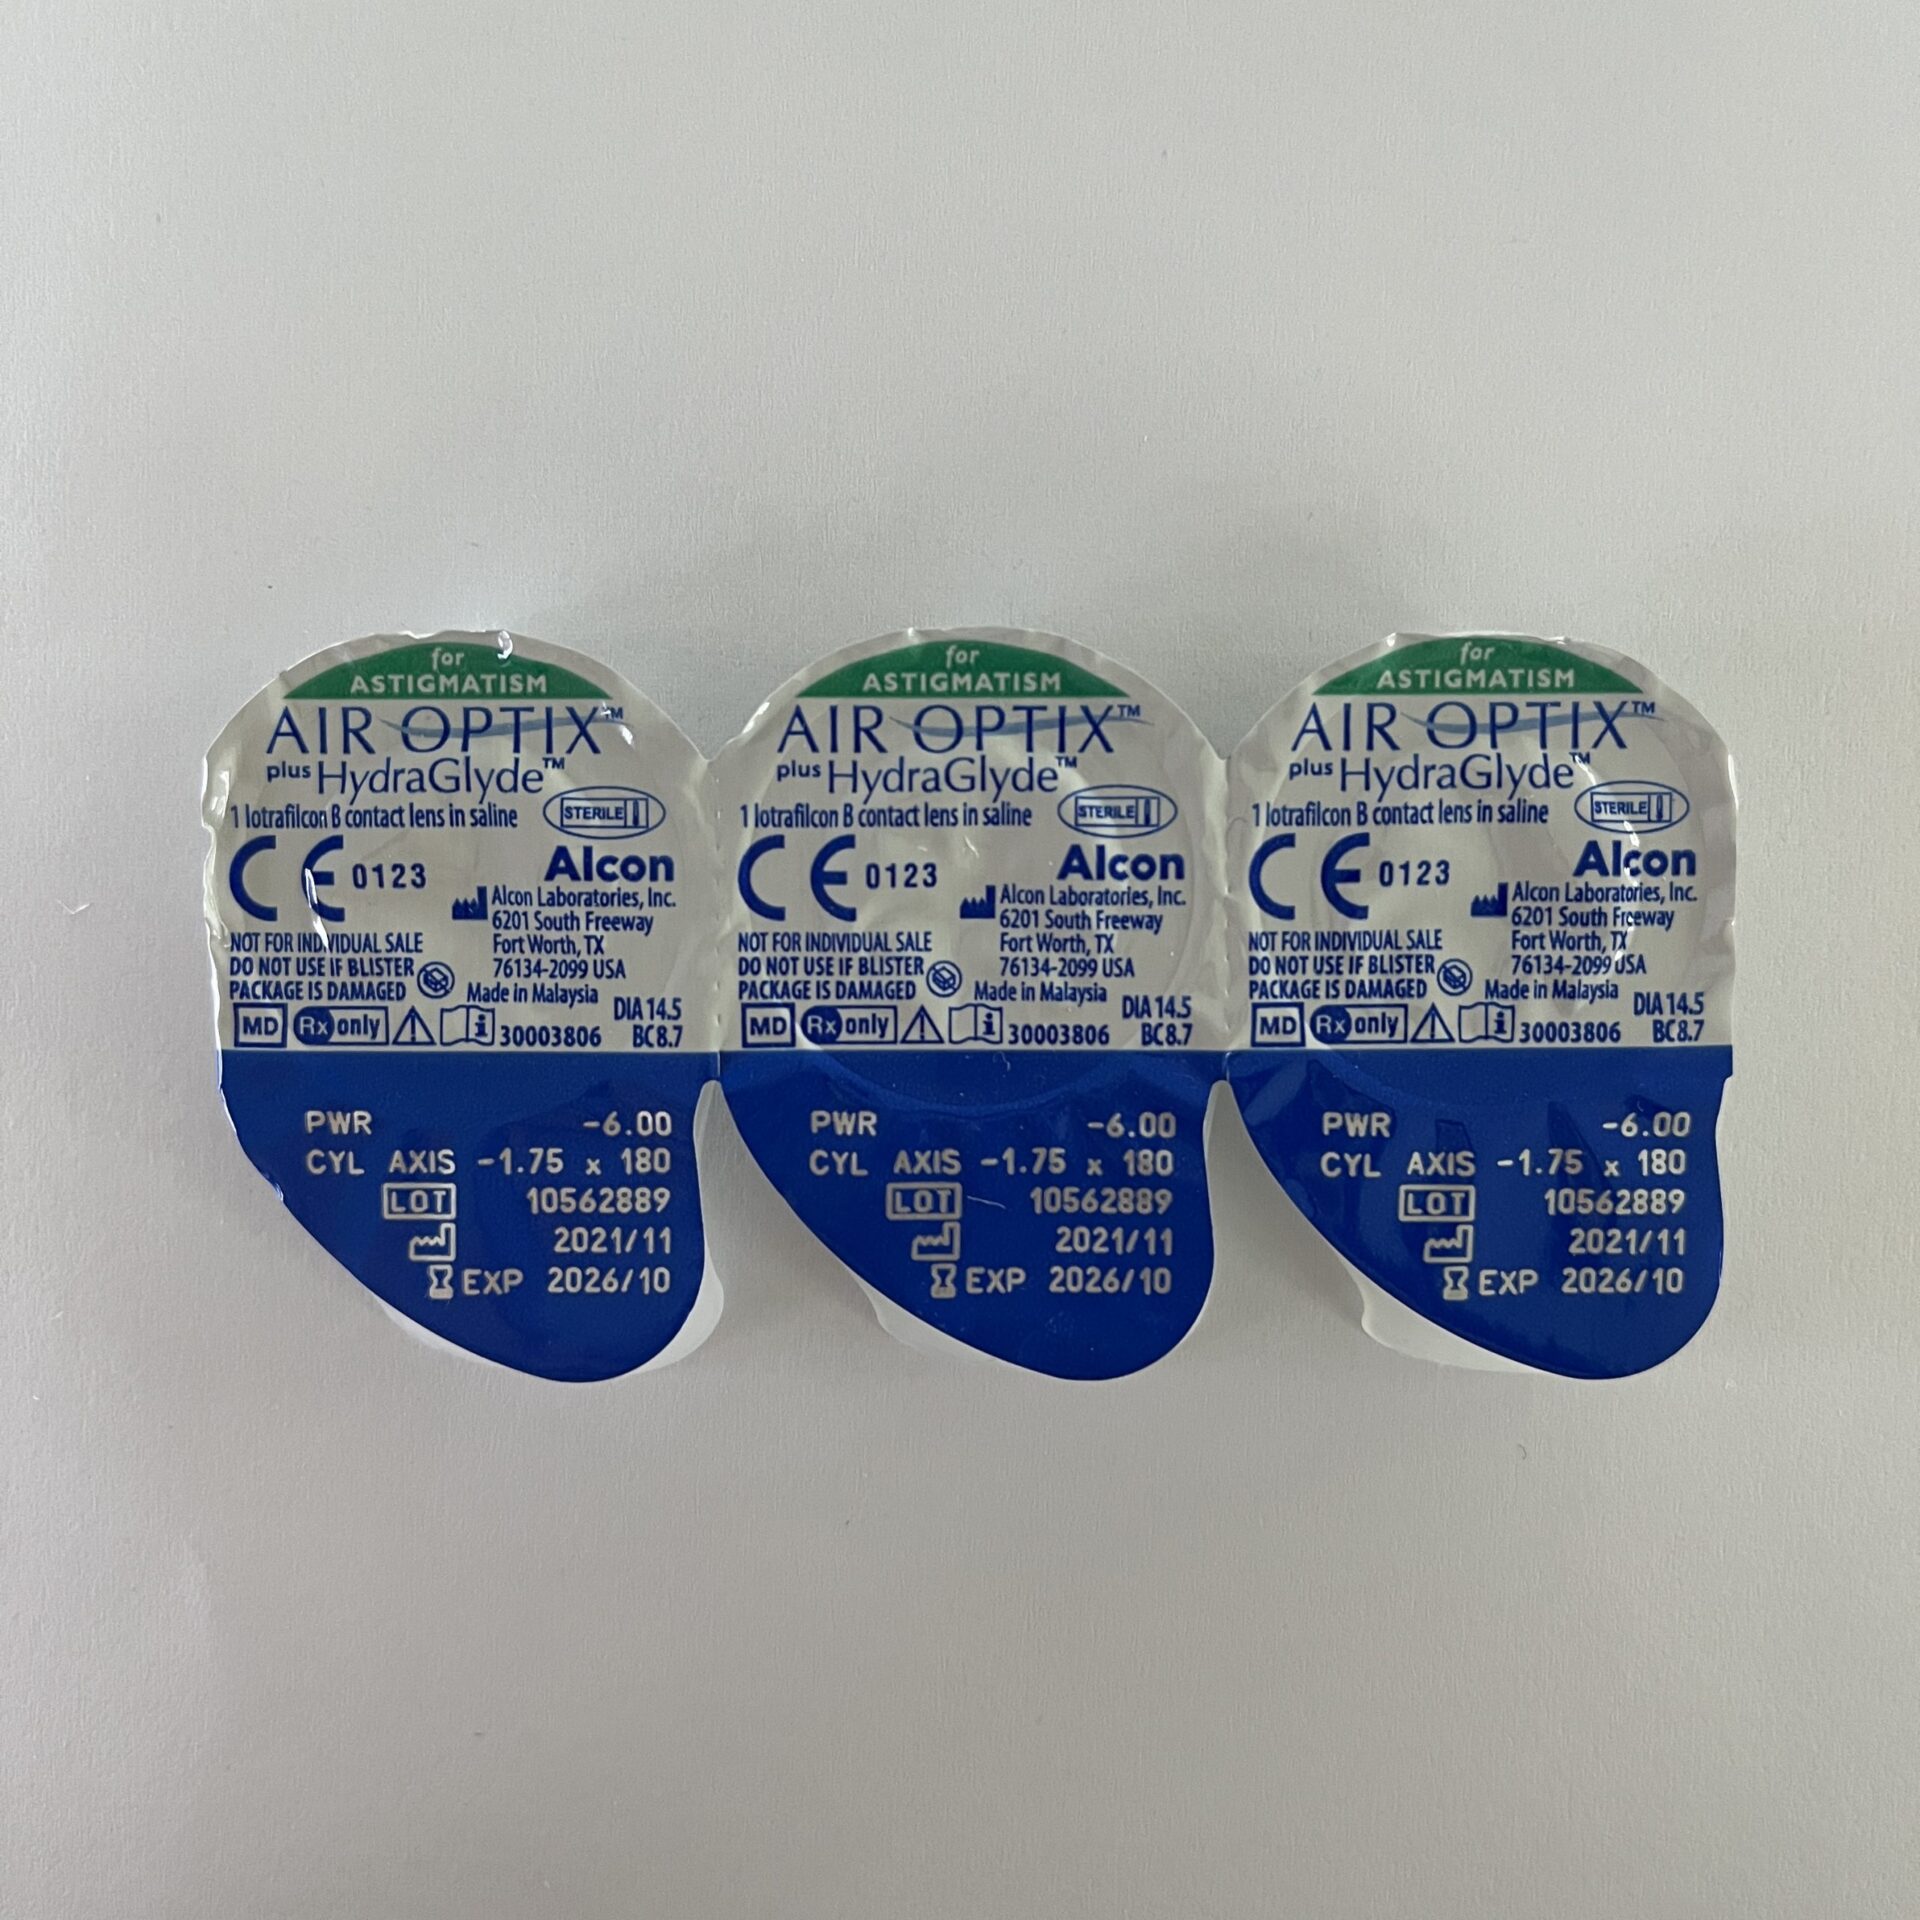 for
ASTIGMATISM
AIR OPTIX™
plus HydraGlyde™
1 lotrafilcon B contact lens in saline
STERILE
CE 0123
Alcon
Alcon Laboratories, Inc.
6201 South Freeway
Fort Worth, TX
76134-2099 USA
Made in Malaysia
NOT FOR INDIVIDUAL SALE
DO NOT USE IF BLISTER
PACKAGE IS DAMAGED
MD Rx only i 30003806
DIA 14.5
BC 8.7
PWR -6.00
CYL AXIS -1.75 x 180
LOT 10562889
2021/11
EXP 2026/10
for
ASTIGMATISM
AIR OPTIX™
plus HydraGlyde™
1 lotrafilcon B contact lens in saline
STERILE
CE 0123
Alcon
Alcon Laboratories, Inc.
6201 South Freeway
Fort Worth, TX
76134-2099 USA
Made in Malaysia
NOT FOR INDIVIDUAL SALE
DO NOT USE IF BLISTER
PACKAGE IS DAMAGED
MD Rx only i 30003806
DIA 14.5
BC 8.7
PWR -6.00
CYL AXIS -1.75 x 180
LOT 10562889
2021/11
EXP 2026/10
for
ASTIGMATISM
AIR OPTIX™
plus HydraGlyde™
1 lotrafilcon B contact lens in saline
STERILE
CE 0123
Alcon
Alcon Laboratories, Inc.
6201 South Freeway
Fort Worth, TX
76134-2099 USA
Made in Malaysia
NOT FOR INDIVIDUAL SALE
DO NOT USE IF BLISTER
PACKAGE IS DAMAGED
MD Rx only i 30003806
DIA 14.5
BC 8.7
PWR -6.00
CYL AXIS -1.75 x 180
LOT 10562889
2021/11
EXP 2026/10